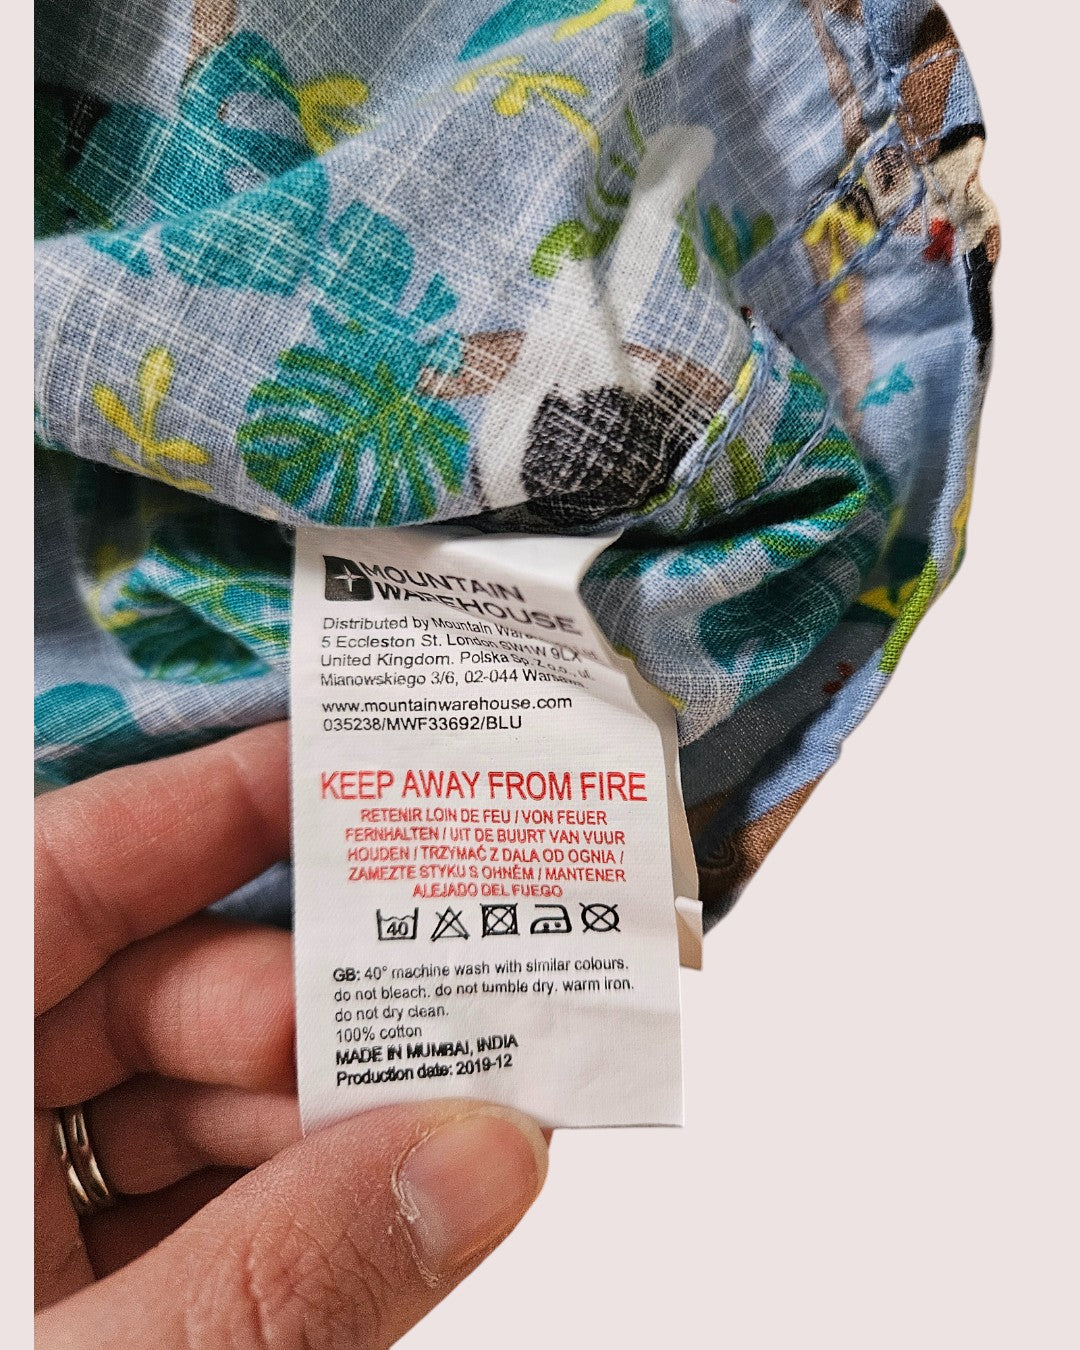 MOUNTAIN
WAREHOUSE
Distributed by Mountain
5 Eccleston St. London SW1W 9LX
United Kingdom. Polska Sp. z o.o., ul.
Mianowskiego 3/6, 02-044 Warsawa
www.mountainwarehouse.com
035238/MWF33692/BLU
KEEP AWAY FROM FIRE
RETENIR LOIN DE FEU / VON FEUER
FERNHALTEN / UIT DE BUURT VAN VUUR
HOUDEN / TRZYMAĆ Z DALA OD OGNIA /
ZAMEZTE STYKU S OHNĚM / MANTENER
ALEJADO DEL FUEGO
40
GB: 40° machine wash with similar colours.
do not bleach. do not tumble dry. warm iron.
do not dry clean.
100% cotton
MADE IN MUMBAI, INDIA
Production date: 2019-12